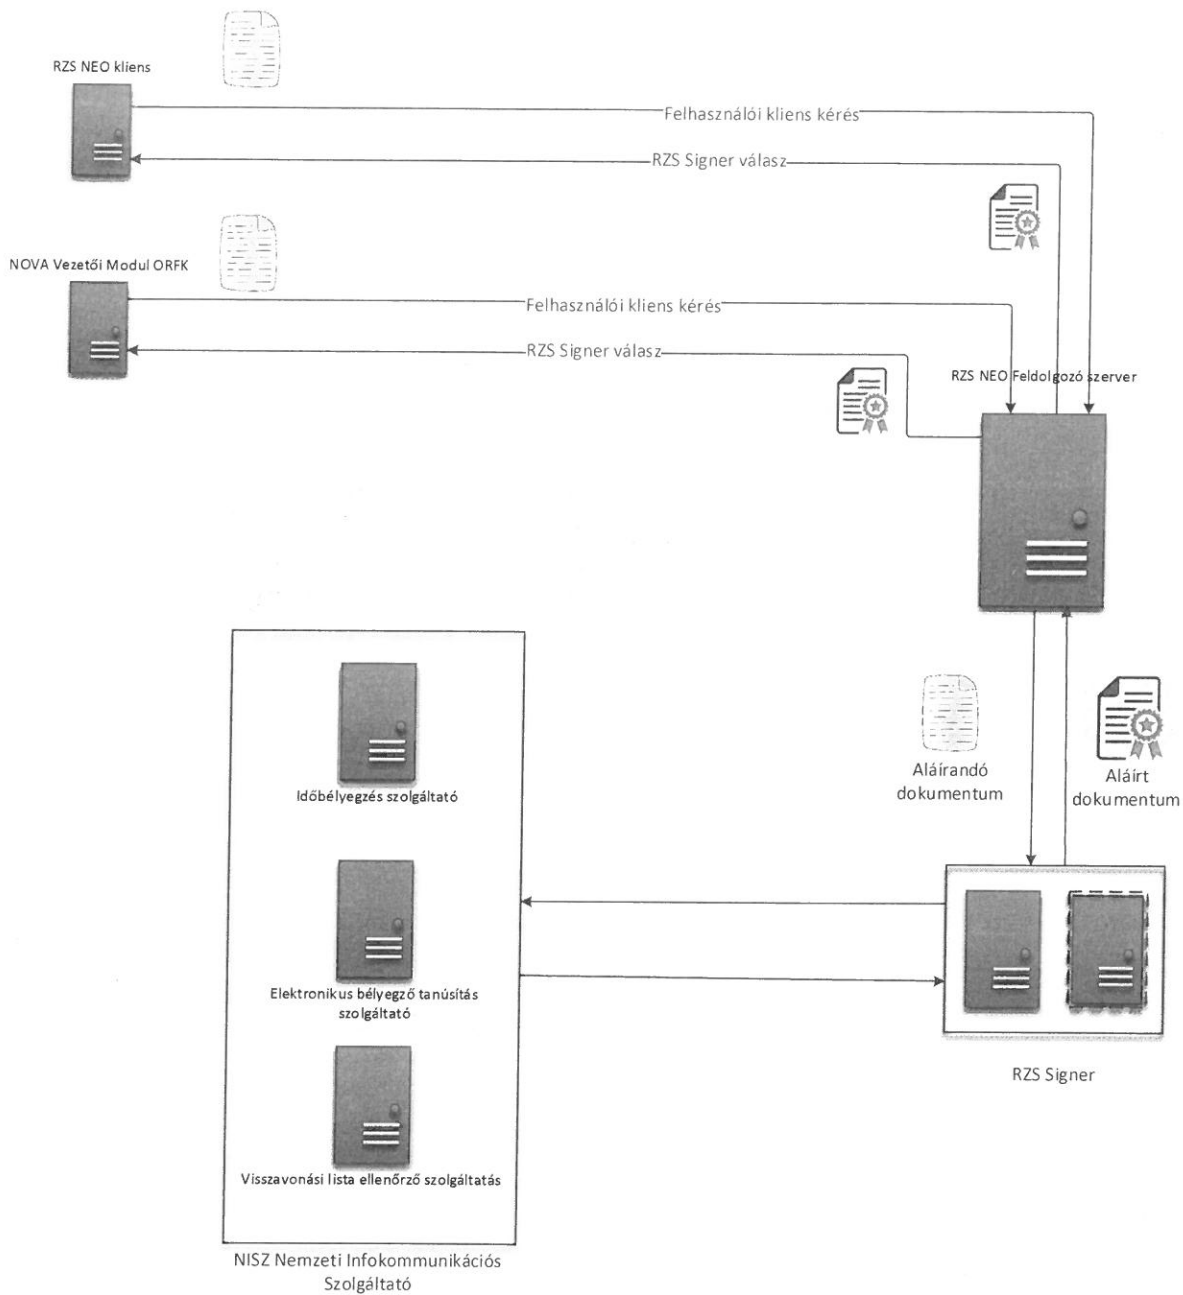 RZS NEO kliens
Felhasználói kliens kérés
RZS Signer válasz
NOVA Vezetői Modul ORFK
Felhasználói kliens kérés
RZS Signer válasz
RZS NEO Feldolgozó szerver
Aláírandó
dokumentum
Aláírt
dokumentum
Időbélyegzés szolgáltató
Elektronikus bélyegző tanúsítás
szolgáltató
Visszavonási lista ellenőrző szolgáltatás
RZS Signer
NISZ Nemzeti Infokommunikációs
Szolgáltató